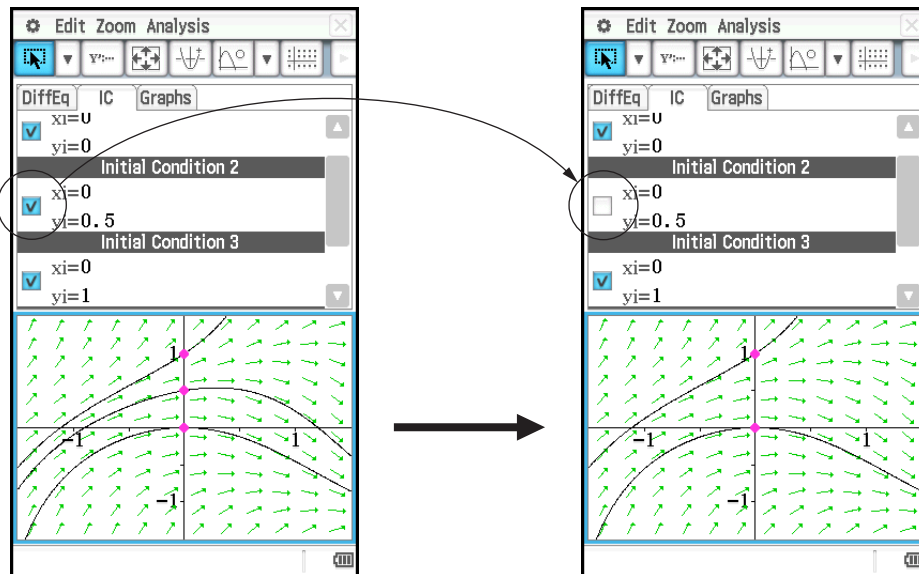 Edit Zoom Analysis
Y':...
DiffEq IC Graphs
xi=0
yi=0
Initial Condition 2
xi=0
yi=0.5
Initial Condition 3
xi=0
yi=1
1
-1 1
-1
Edit Zoom Analysis
Y':...
DiffEq IC Graphs
xi=0
yi=0
Initial Condition 2
xi=0
yi=0.5
Initial Condition 3
xi=0
yi=1
1
-1 1
-1